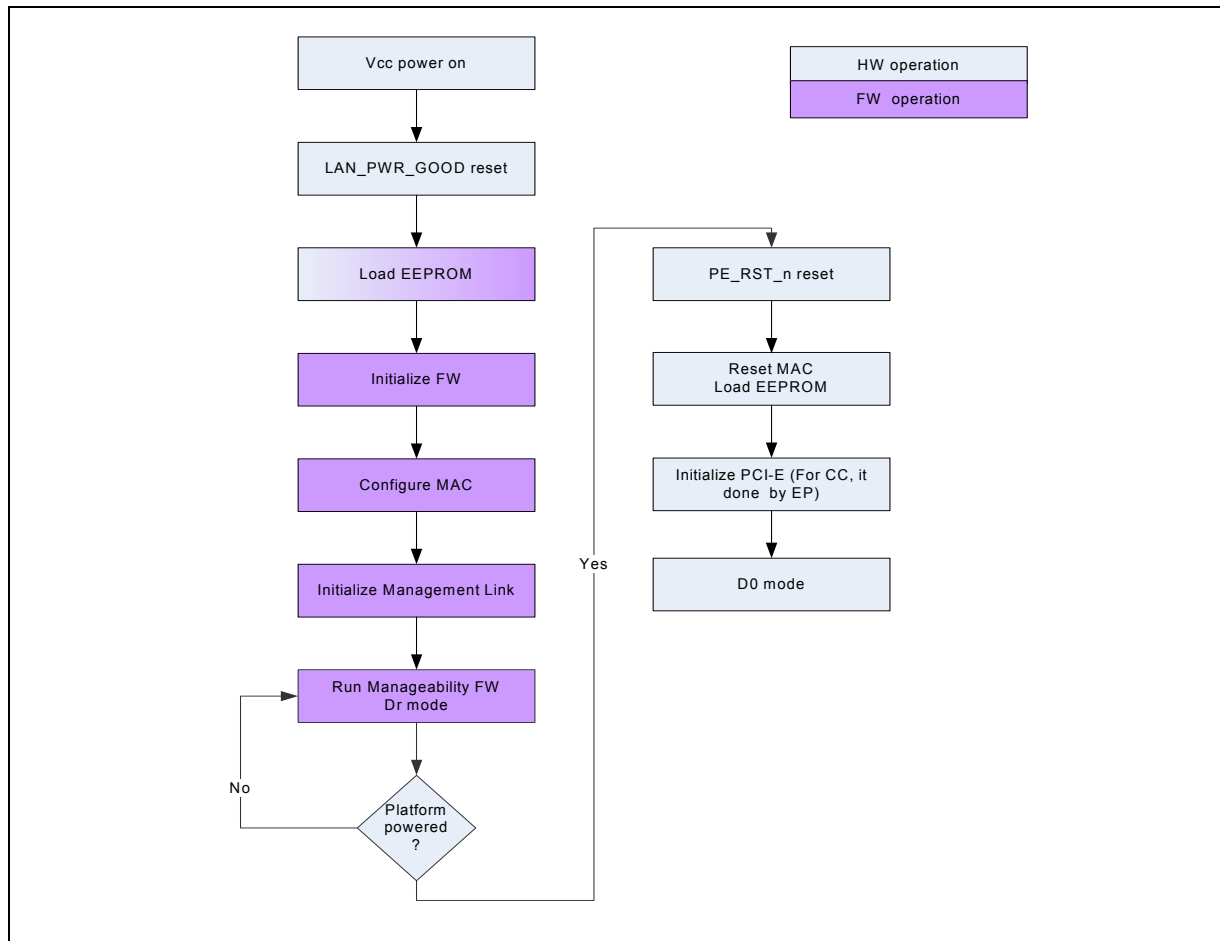 Vcc power on
LAN_PWR_GOOD reset
Load EEPROM
Initialize FW
Configure MAC
Initialize Management Link
Run Manageability FW
Dr mode
No
Platform
powered
?
Yes
HW operation
FW operation
PE_RST_n reset
Reset MAC
Load EEPROM
Initialize PCI-E (For CC, it
done by EP)
D0 mode